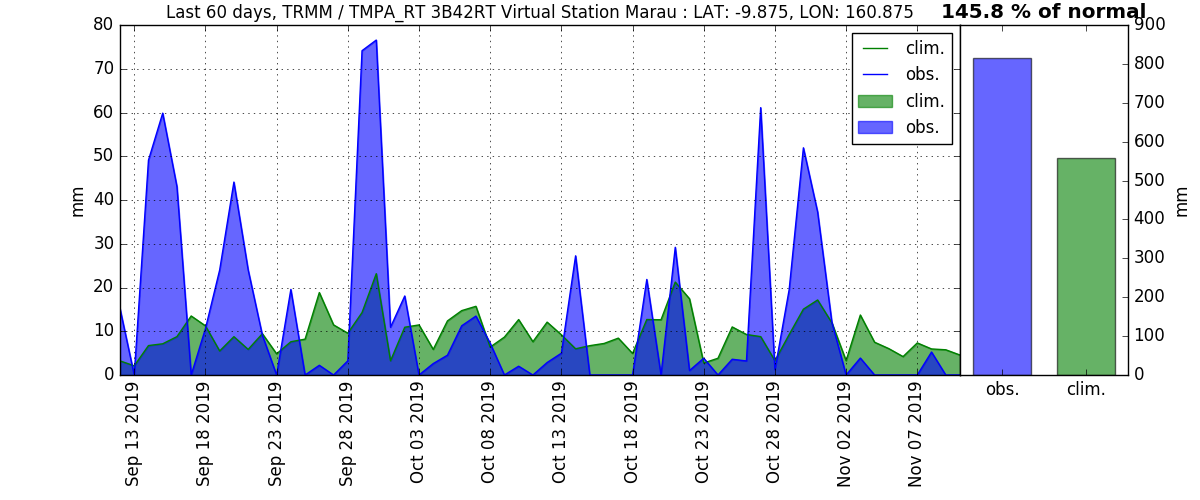 Last 60 days, TRMM / TMPA_RT 3B42RT Virtual Station Marau : LAT: -9.875, LON: 160.875
145.8 % of normal
80
70
60
50
40
30
20
10
0
mm
clim.
obs.
clim.
obs.
900
800
700
600
500
400
300
200
100
0
mm
Sep 13 2019
Sep 18 2019
Sep 23 2019
Sep 28 2019
Oct 03 2019
Oct 08 2019
Oct 13 2019
Oct 18 2019
Oct 23 2019
Oct 28 2019
Nov 02 2019
Nov 07 2019
obs.
clim.